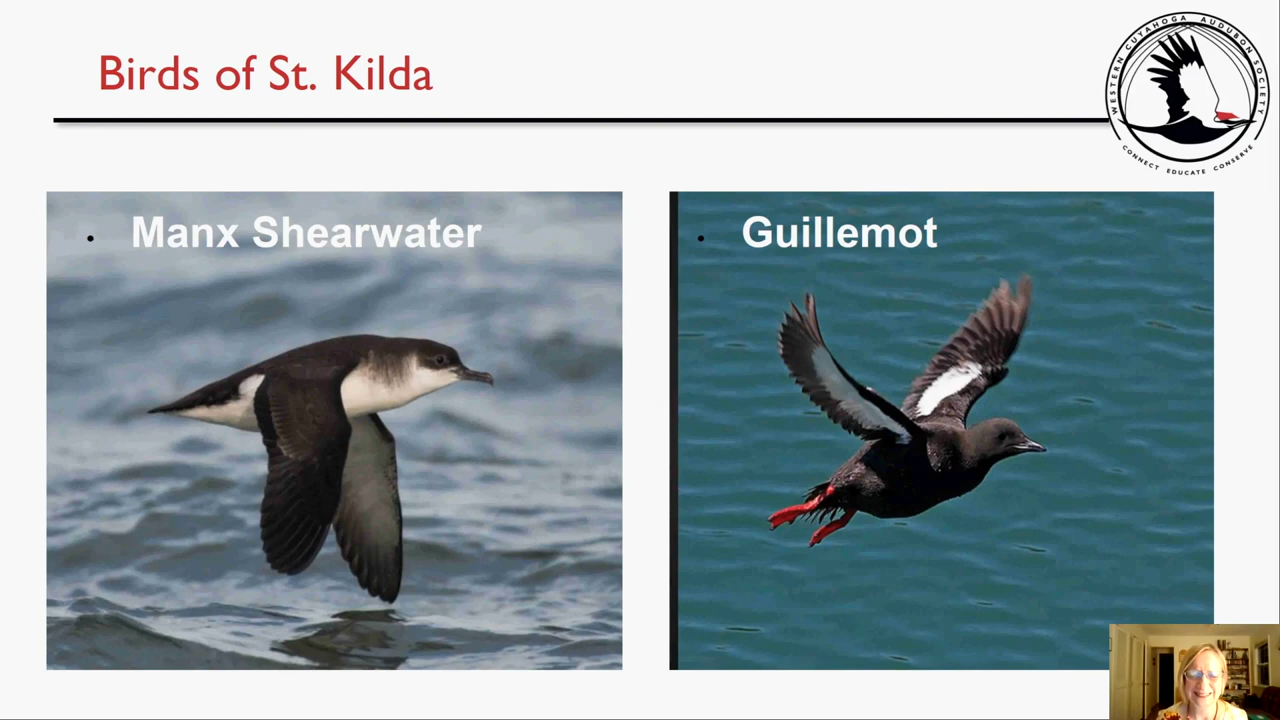 Birds of St. Kilda
WESTERN CUYAHOGA AUDUBON SOCIETY
CONNECT EDUCATE CONSERVE
• Manx Shearwater
• Guillemot